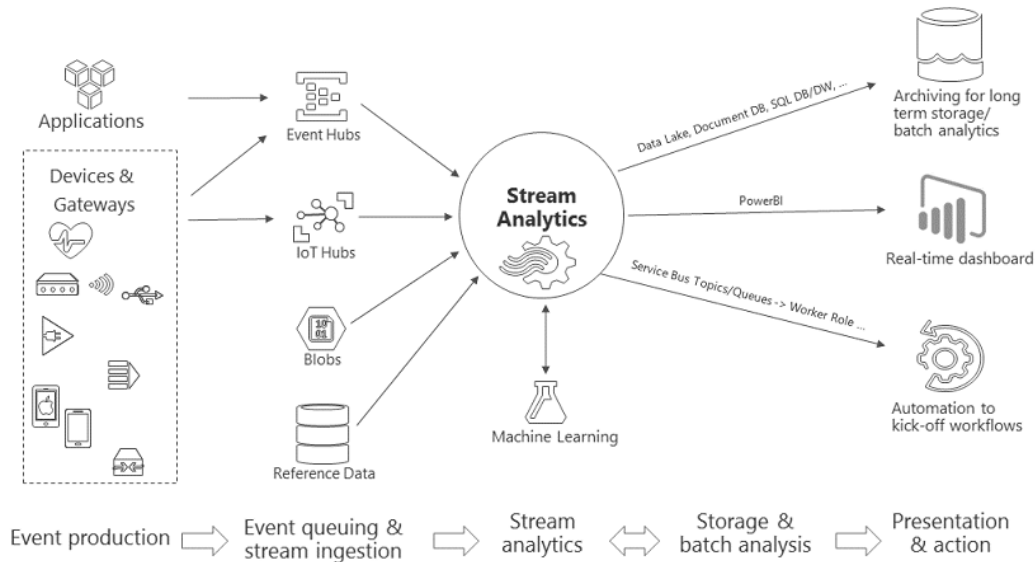 Applications
Devices &
Gateways
Event Hubs
IoT Hubs
10
01
Blobs
Reference Data
Stream
Analytics
Machine Learning
Data Lake, Document DB, SQL DB/DW, ...
PowerBI
Service Bus Topics/Queues -> Worker Role ...
Archiving for long
term storage/
batch analytics
Real-time dashboard
Automation to
kick-off workflows
Event production
Event queuing &
stream ingestion
Stream
analytics
Storage &
batch analysis
Presentation
& action